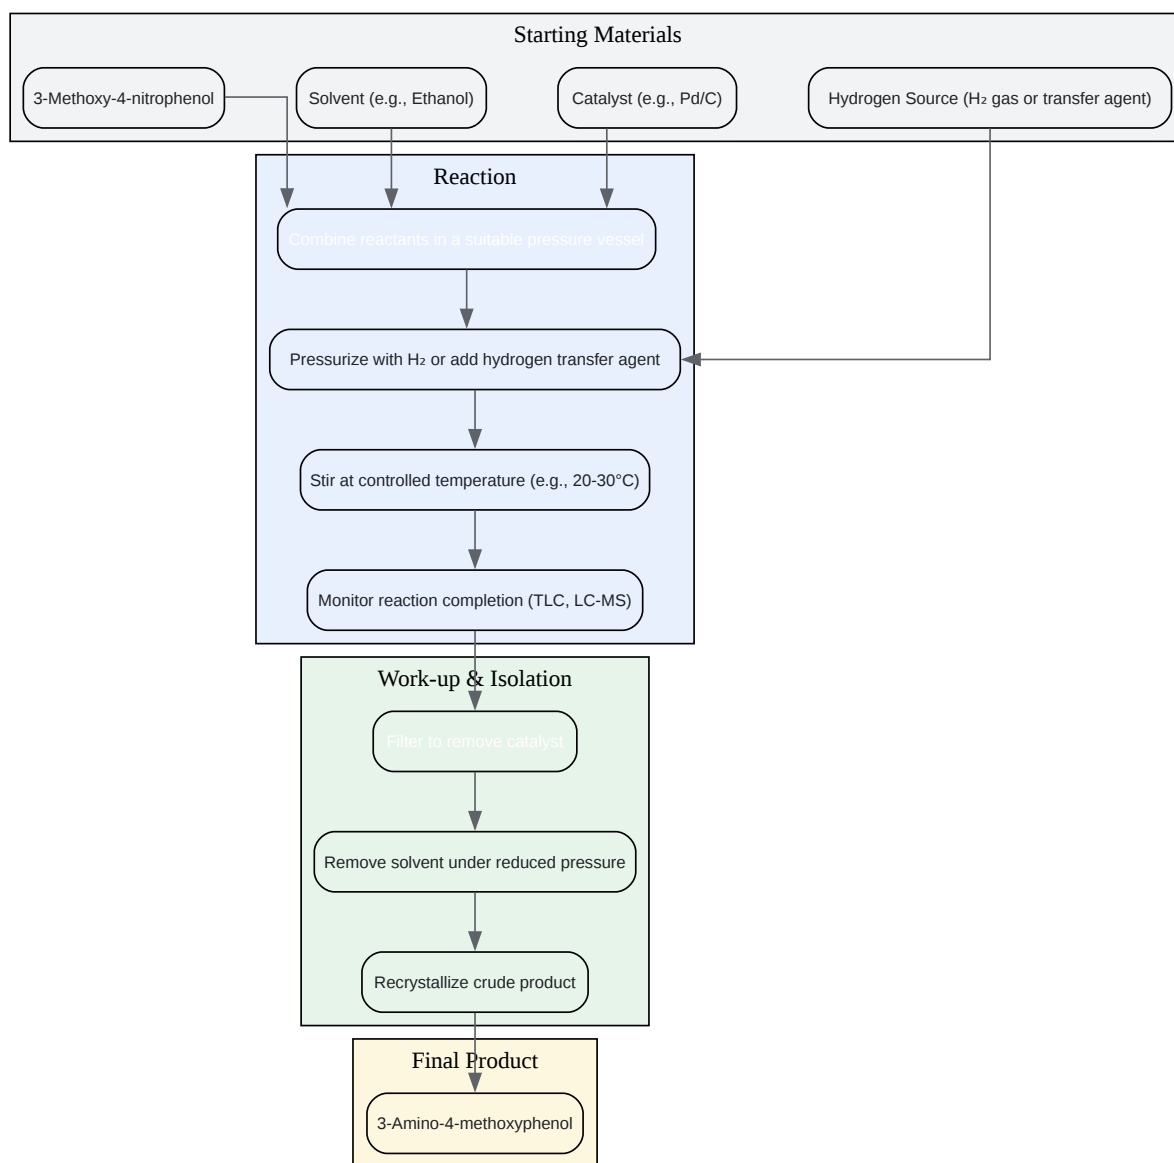 Starting Materials
3-Methoxy-4-nitrophenol
Solvent (e.g., Ethanol)
Catalyst (e.g., Pd/C)
Hydrogen Source (H₂ gas or transfer agent)
Reaction
Combine reactants in a suitable pressure vessel
Pressurize with H₂ or add hydrogen transfer agent
Stir at controlled temperature (e.g., 20-30°C)
Monitor reaction completion (TLC, LC-MS)
Work-up & Isolation
Filter to remove catalyst
Remove solvent under reduced pressure
Recrystallize crude product
Final Product
3-Amino-4-methoxyphenol